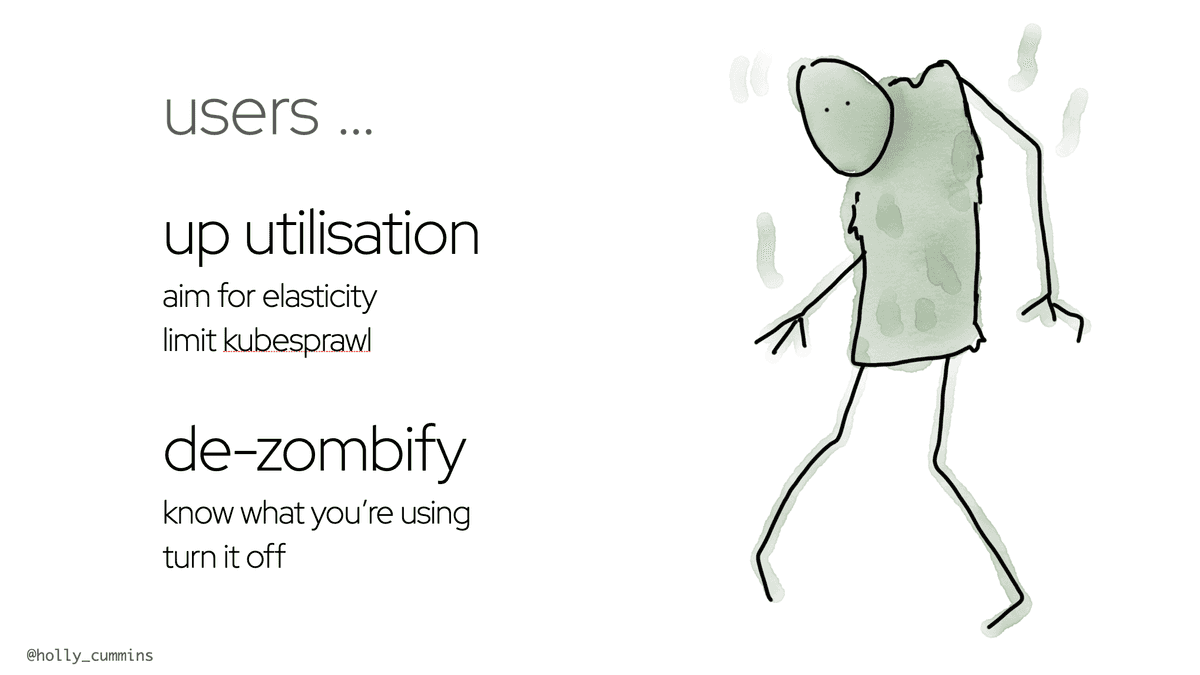 users ...
up utilisation
aim for elasticity
limit kubesprawl
de-zombify
know what you’re using
turn it off
@holly_cummins